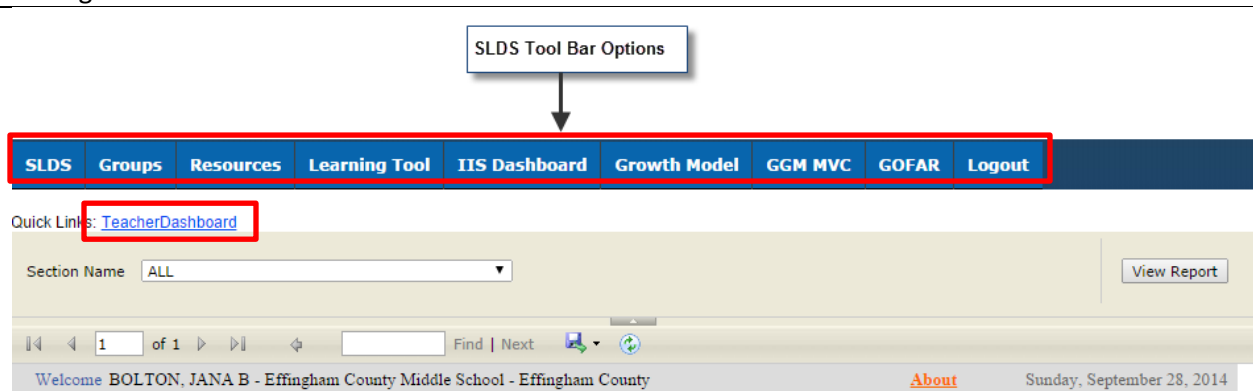 SLDS Tool Bar Options
SLDS Groups Resources Learning Tool IIS Dashboard Growth Model GGM MVC GOFAR Logout
Quick Links: TeacherDashboard
Section Name ALL View Report
1 of 1 Find | Next
Welcome BOLTON, JANA B - Effingham County Middle School - Effingham County About Sunday, September 28, 2014